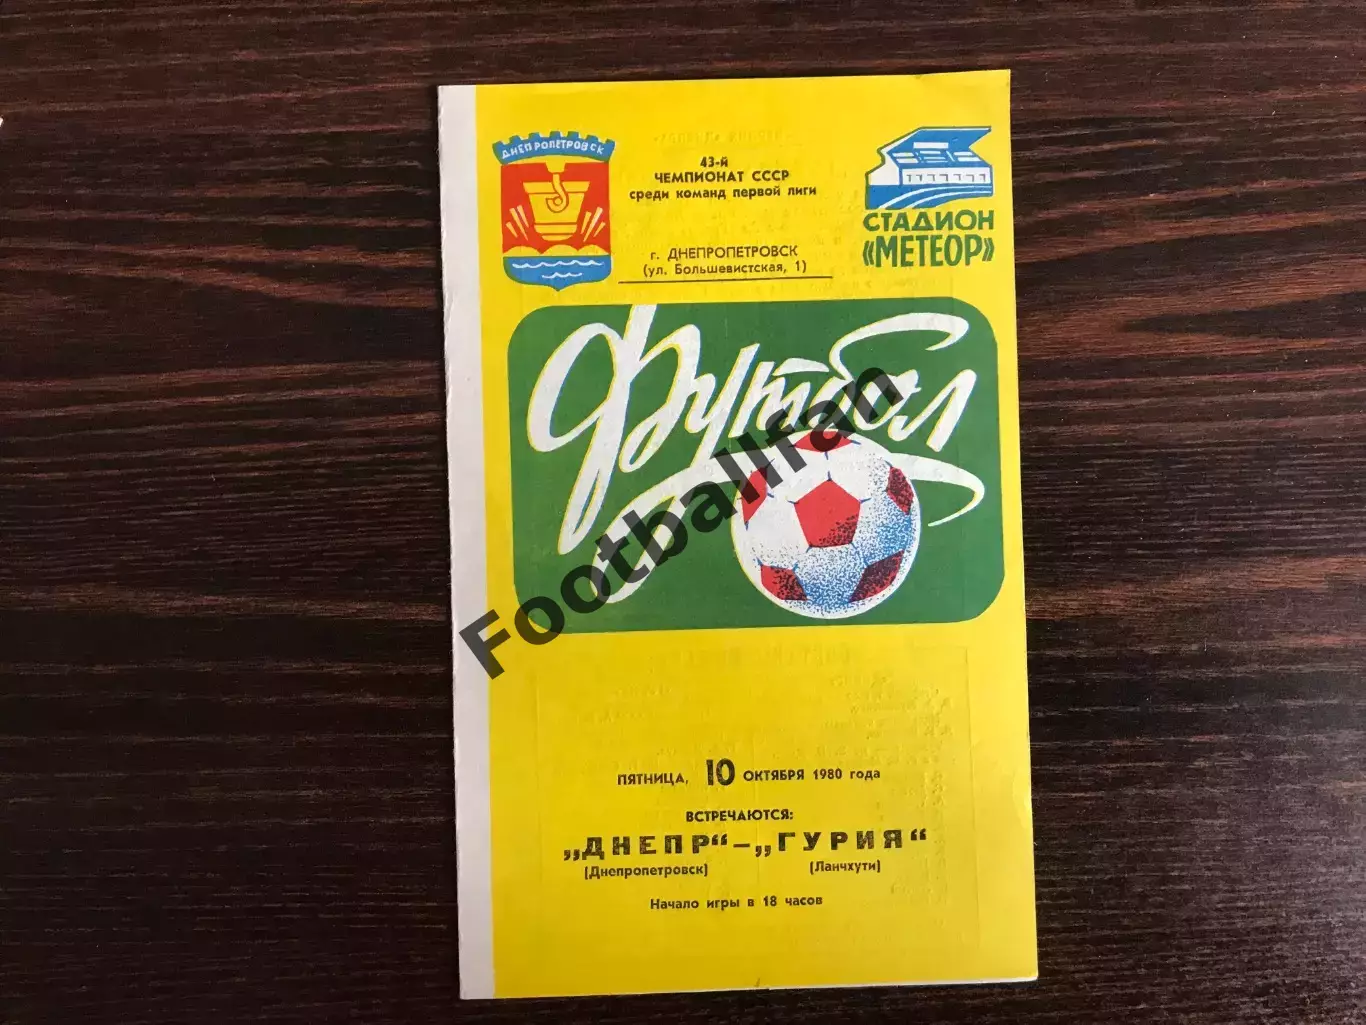 ДНЕПРОПЕТРОВСК
43-й
ЧЕМПИОНАТ СССР
среди команд первой лиги
г. ДНЕПРОПЕТРОВСК
(ул. Большевистская, 1)
СТАДИОН
«МЕТЕОР»
Футбол
Footballfan
ПЯТНИЦА, 10 ОКТЯБРЯ 1980 года
ВСТРЕЧАЮТСЯ:
„ДНЕПР“ – „ГУРИЯ“
(Днепропетровск) (Ланчхути)
Начало игры в 18 часов